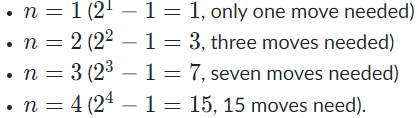 • n = 1 (2¹ − 1 = 1, only one move needed)
• n = 2 (2² − 1 = 3, three moves needed)
• n = 3 (2³ − 1 = 7, seven moves needed)
• n = 4 (2⁴ − 1 = 15, 15 moves need).